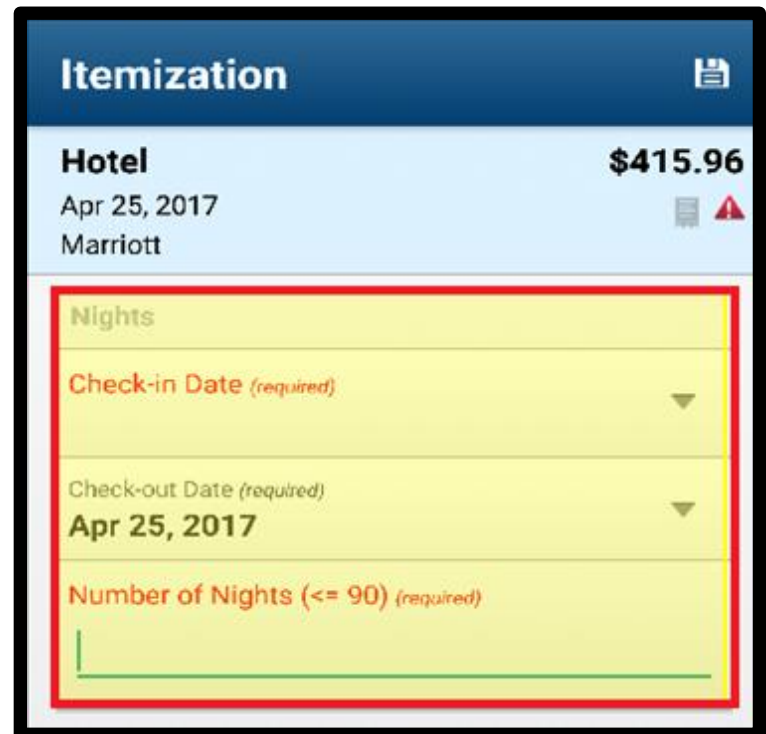 Itemization
Hotel $415.96
Apr 25, 2017
Marriott
Nights
Check-in Date (required)
Check-out Date (required)
Apr 25, 2017
Number of Nights (<= 90) (required)